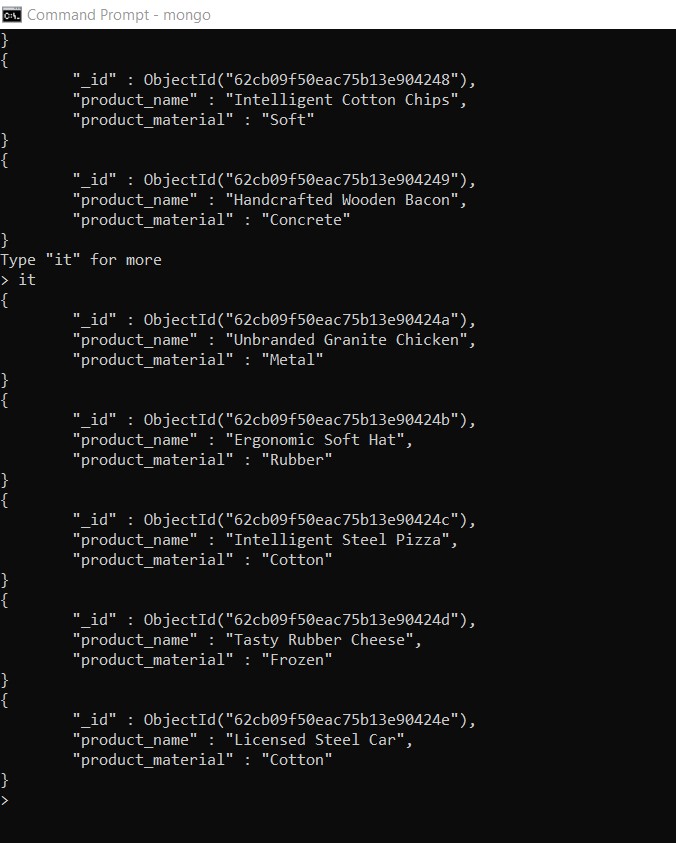 Command Prompt - mongo
}
{
"_id" : ObjectId("62cb09f50eac75b13e904248"),
"product_name" : "Intelligent Cotton Chips",
"product_material" : "Soft"
}
{
"_id" : ObjectId("62cb09f50eac75b13e904249"),
"product_name" : "Handcrafted Wooden Bacon",
"product_material" : "Concrete"
}
Type "it" for more
> it
{
"_id" : ObjectId("62cb09f50eac75b13e90424a"),
"product_name" : "Unbranded Granite Chicken",
"product_material" : "Metal"
}
{
"_id" : ObjectId("62cb09f50eac75b13e90424b"),
"product_name" : "Ergonomic Soft Hat",
"product_material" : "Rubber"
}
{
"_id" : ObjectId("62cb09f50eac75b13e90424c"),
"product_name" : "Intelligent Steel Pizza",
"product_material" : "Cotton"
}
{
"_id" : ObjectId("62cb09f50eac75b13e90424d"),
"product_name" : "Tasty Rubber Cheese",
"product_material" : "Frozen"
}
{
"_id" : ObjectId("62cb09f50eac75b13e90424e"),
"product_name" : "Licensed Steel Car",
"product_material" : "Cotton"
}
>